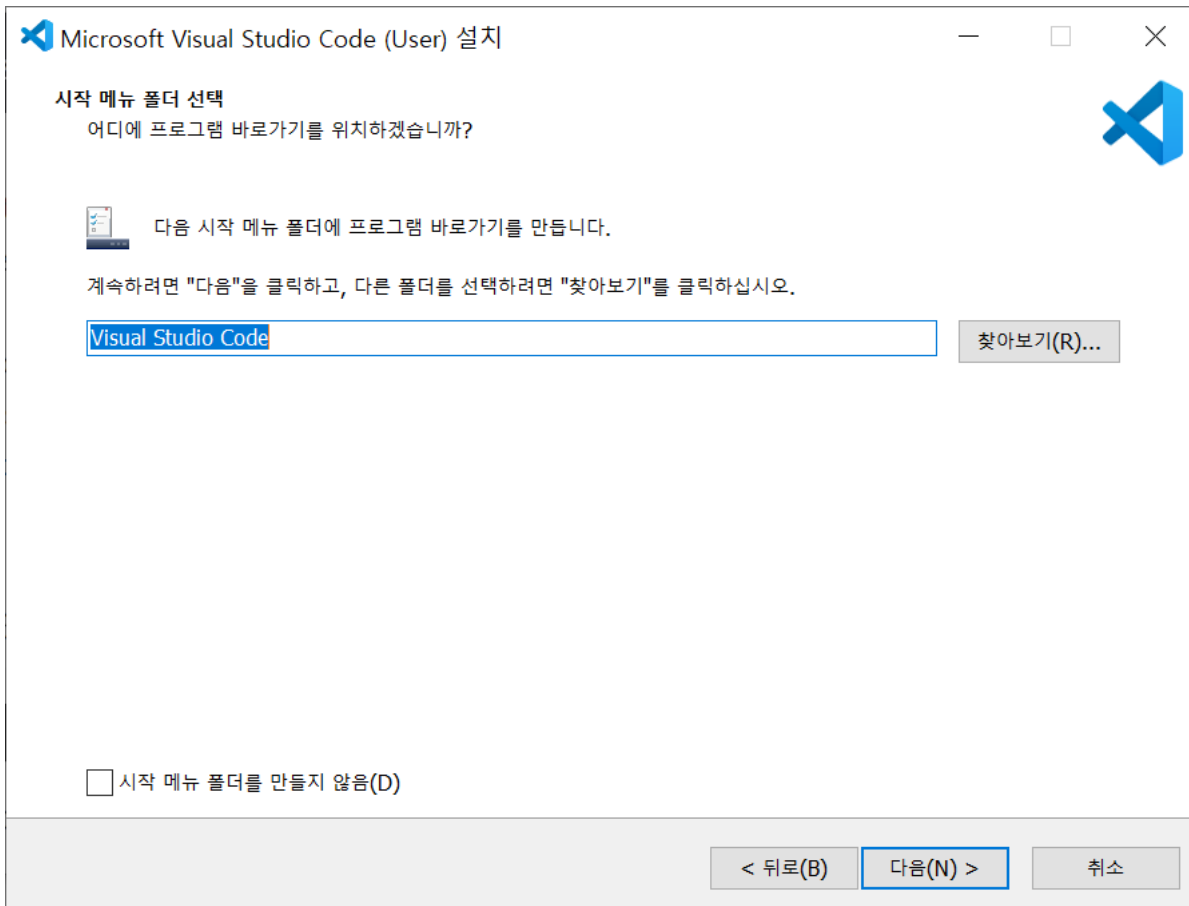 Microsoft Visual Studio Code (User) 설치
시작 메뉴 폴더 선택
어디에 프로그램 바로가기를 위치하겠습니까?
다음 시작 메뉴 폴더에 프로그램 바로가기를 만듭니다.
계속하려면 "다음"을 클릭하고, 다른 폴더를 선택하려면 "찾아보기"를 클릭하십시오.
Visual Studio Code
찾아보기(R)...
시작 메뉴 폴더를 만들지 않음(D)
< 뒤로(B)
다음(N) >
취소